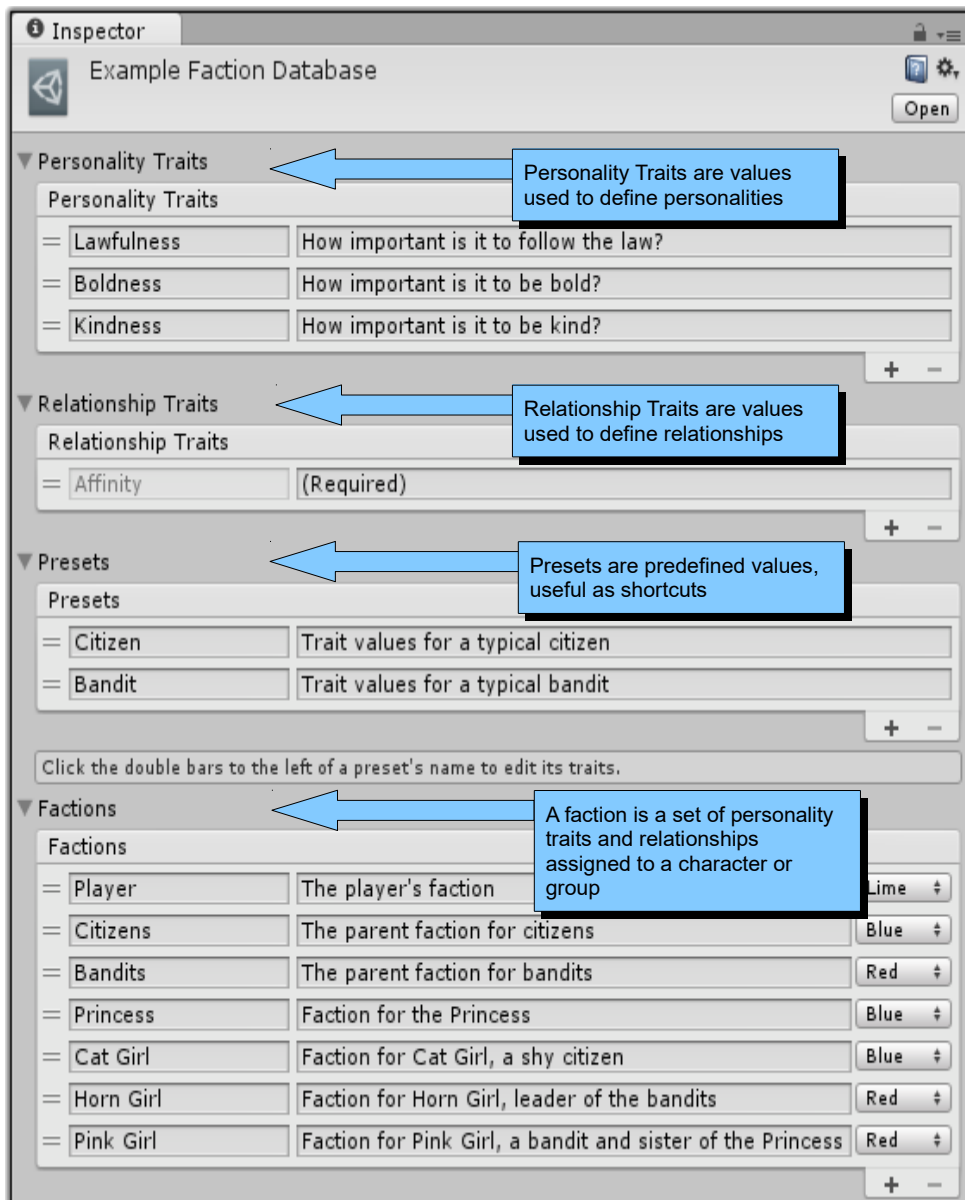 Inspector
Example Faction Database
Open
Personality Traits
Personality Traits are values
used to define personalities
Personality Traits
= Lawfulness How important is it to follow the law?
= Boldness How important is it to be bold?
= Kindness How important is it to be kind?
+ −
Relationship Traits
Relationship Traits are values
used to define relationships
Relationship Traits
= Affinity (Required)
+ −
Presets
Presets are predefined values,
useful as shortcuts
Presets
= Citizen Trait values for a typical citizen
= Bandit Trait values for a typical bandit
+ −
Click the double bars to the left of a preset's name to edit its traits.
Factions
A faction is a set of personality
traits and relationships
assigned to a character or
group
Factions
= Player The player's faction Lime
= Citizens The parent faction for citizens Blue
= Bandits The parent faction for bandits Red
= Princess Faction for the Princess Blue
= Cat Girl Faction for Cat Girl, a shy citizen Blue
= Horn Girl Faction for Horn Girl, leader of the bandits Red
= Pink Girl Faction for Pink Girl, a bandit and sister of the Princess Red
+ −